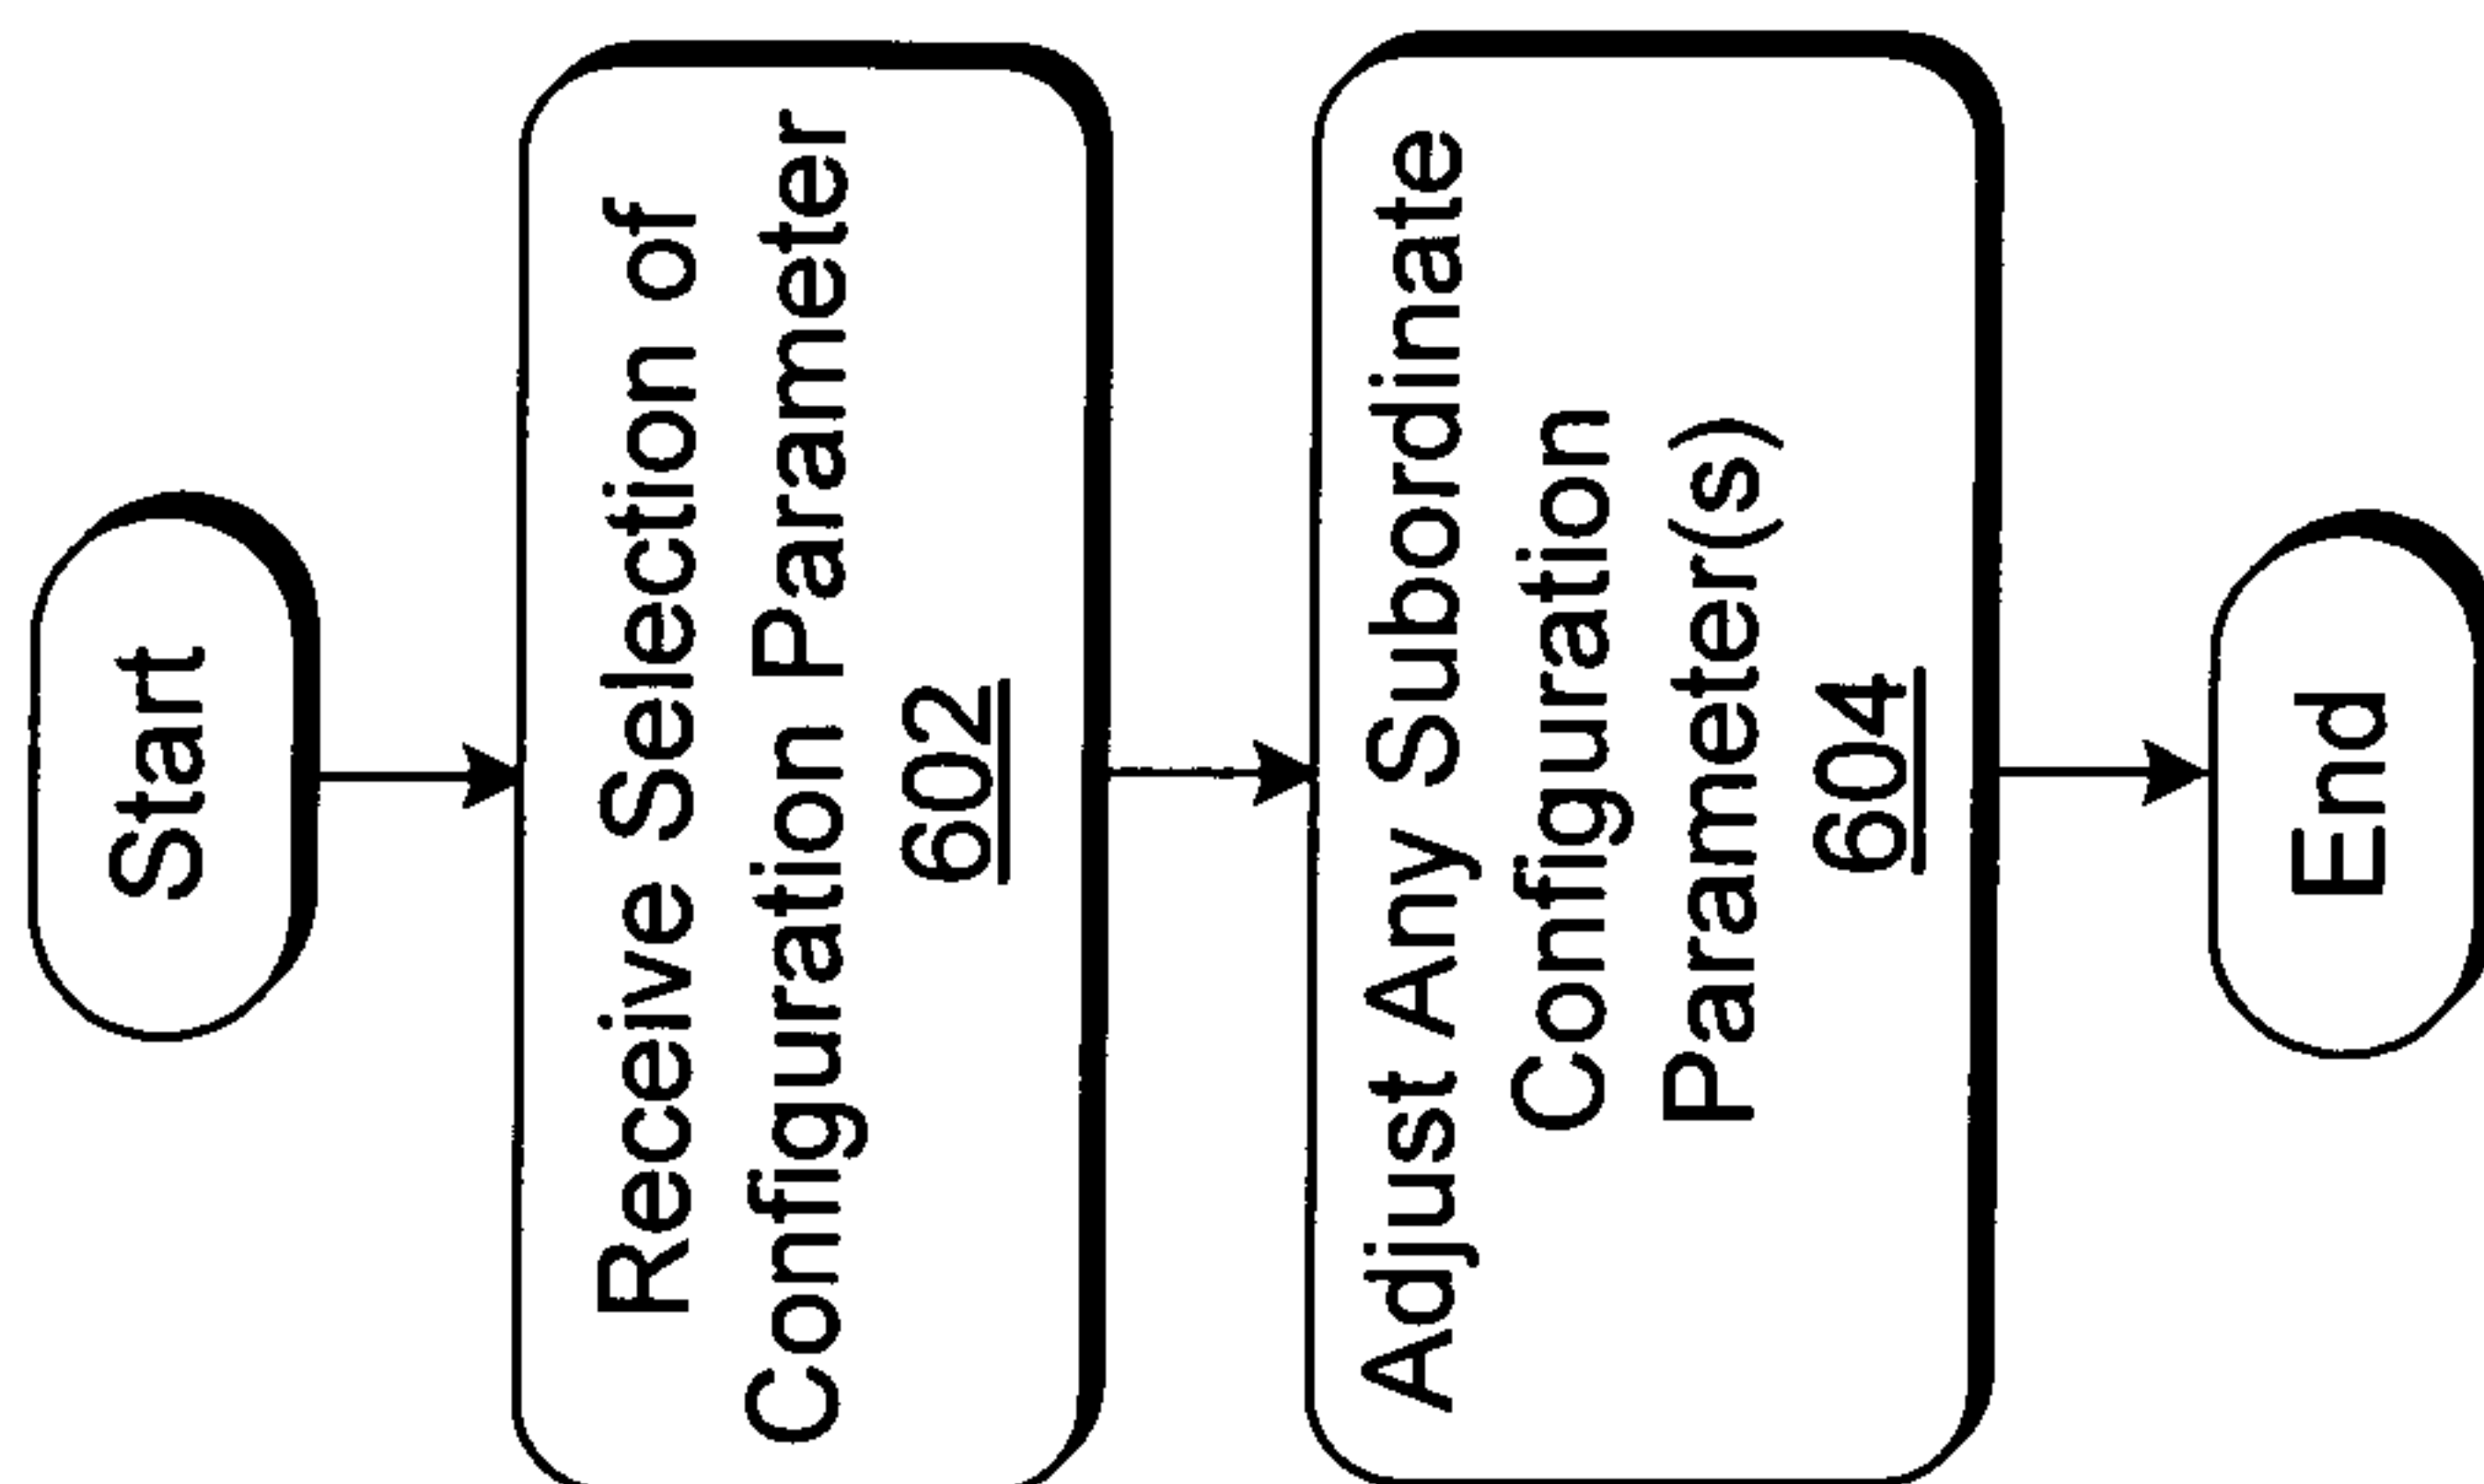 Start
Receive Selection of
Configuration Parameter
602
Adjust Any Subordinate
Configuration
Parameter(s)
604
End